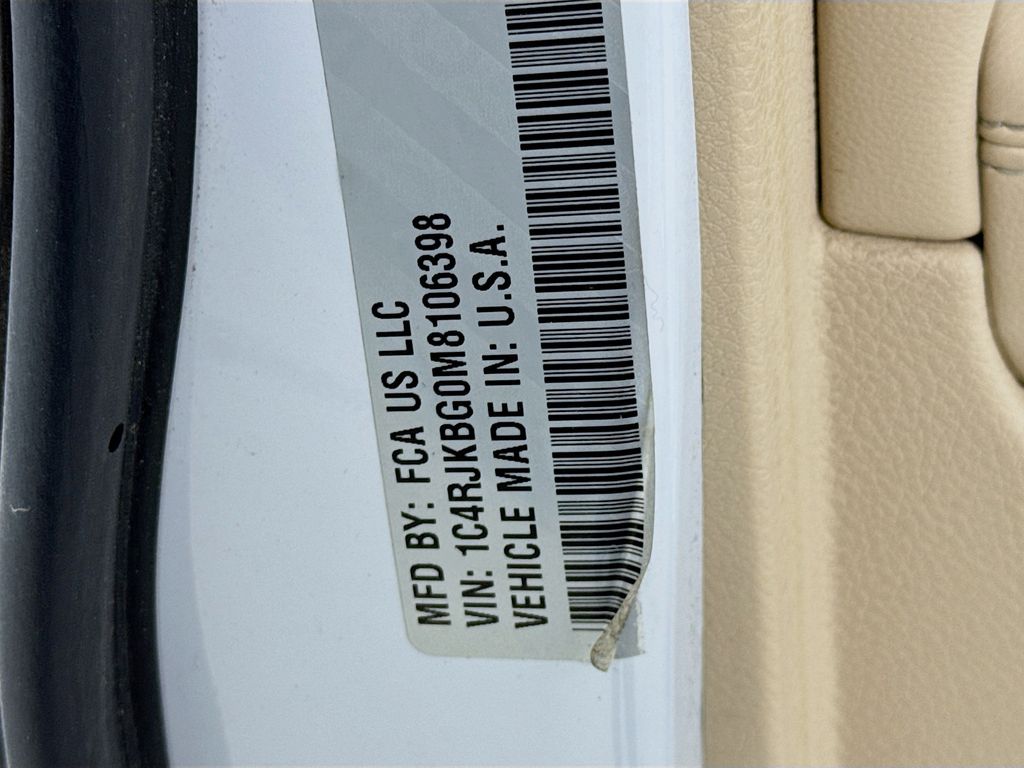 MFD BY: FCA US LLC
VIN: 1C4RJKBG0M8106398
VEHICLE MADE IN: U.S.A.